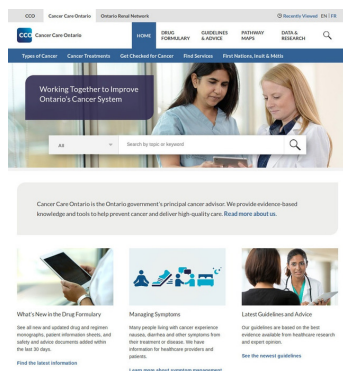 CCO Cancer Care Ontario Ontario Renal Network Recently Viewed EN | FR
CCO Cancer Care Ontario
HOME
DRUG FORMULARY
GUIDELINES & ADVICE
PATHWAY MAPS
DATA & RESEARCH
Types of Cancer Cancer Treatments Get Checked for Cancer Find Services First Nations, Inuit & Métis
Working Together to Improve
Ontario's Cancer System
All Search by topic or keyword
Cancer Care Ontario is the Ontario government's principal cancer advisor. We provide evidence-based
knowledge and tools to help prevent cancer and deliver high-quality care. Read more about us.
What's New in the Drug Formulary
See all new and updated drug and regimen
monographs, patient information sheets, and
safety and advice documents added within
the last 30 days.
Find the latest information
Managing Symptoms
Many people living with cancer experience
nausea, diarrhea and other symptoms from
their treatment or disease. We have
information for healthcare providers and
patients.
Learn more about symptom management
Latest Guidelines and Advice
Our guidelines are based on the best
evidence available from healthcare research
and expert opinion.
See the newest guidelines